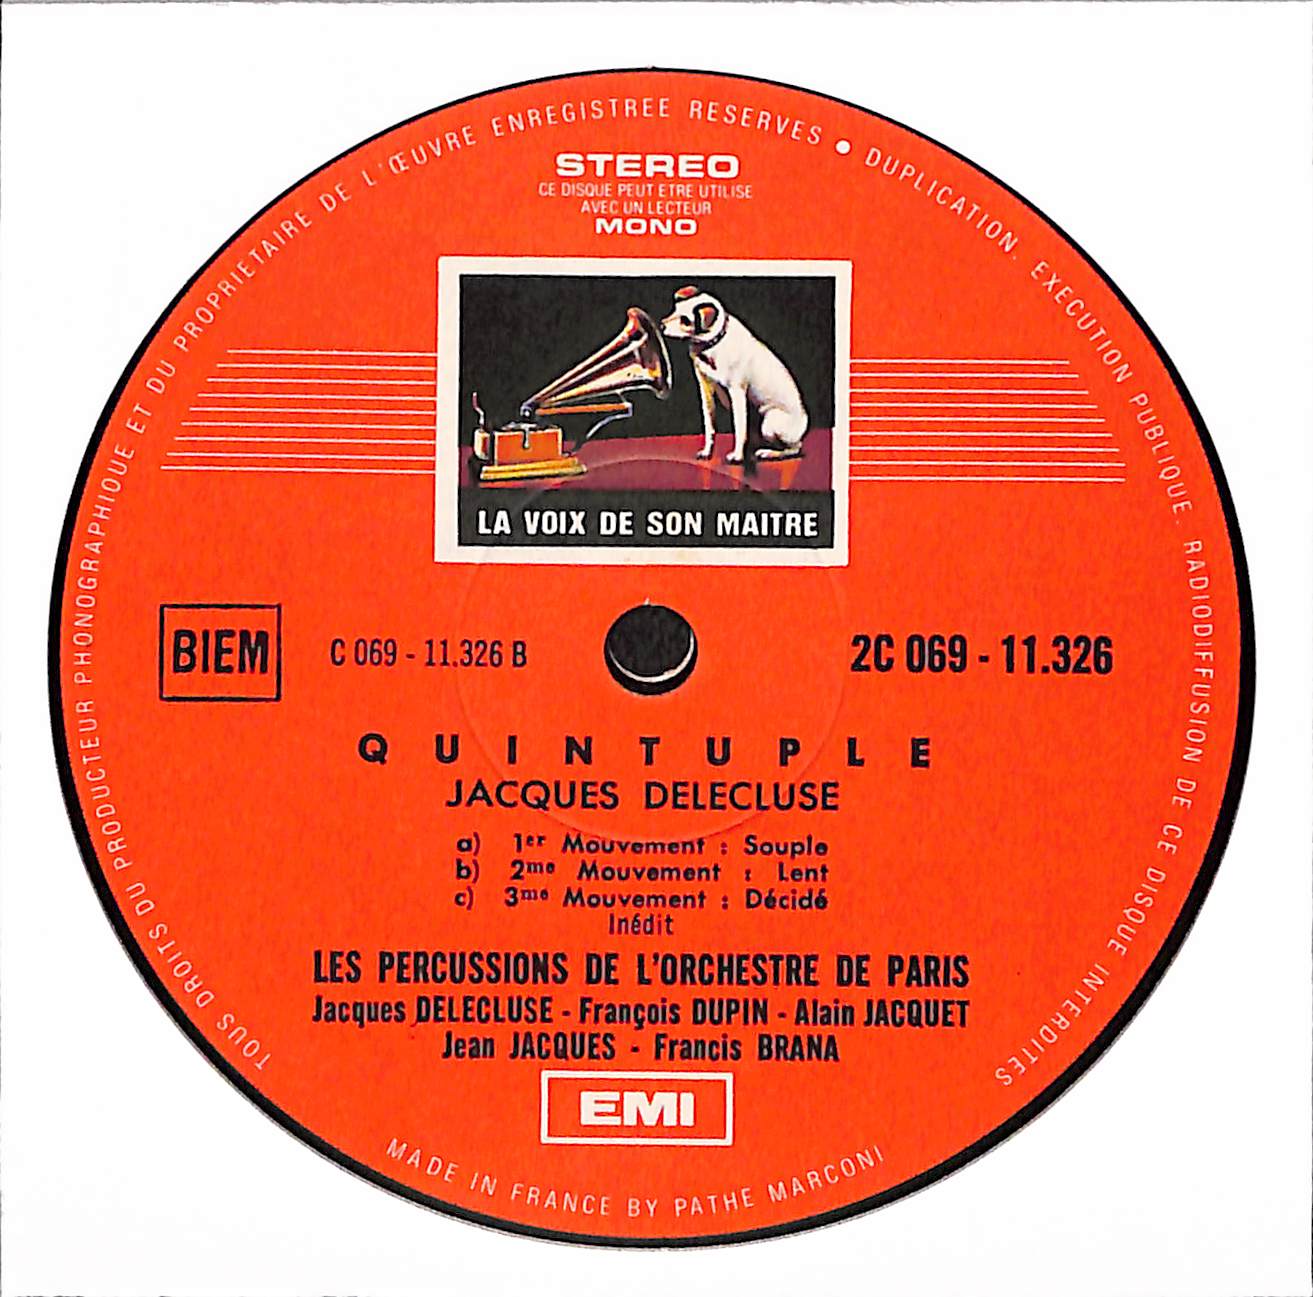 TOUS DROITS DU PRODUCTEUR PHONOGRAPHIQUE ET DU PROPRIETAIRE DE L'ŒUVRE ENREGISTREE RESERVES • DUPLICATION. EXECUTION PUBLIQUE. RADIODIFFUSION DE CE DISQUE INTERDITES
STEREO
CE DISQUE PEUT ETRE UTILISE
AVEC UN LECTEUR
MONO
LA VOIX DE SON MAITRE
BIEM
C 069 - 11.326 B
2C 069 - 11.326
QUINTUPLE
JACQUES DELECLUSE
a) 1er Mouvement : Souple
b) 2me Mouvement : Lent
c) 3me Mouvement : Décidé
Inédit
LES PERCUSSIONS DE L'ORCHESTRE DE PARIS
Jacques DELECLUSE - François DUPIN - Alain JACQUET
Jean JACQUES - Francis BRANA
EMI
MADE IN FRANCE BY PATHE MARCONI